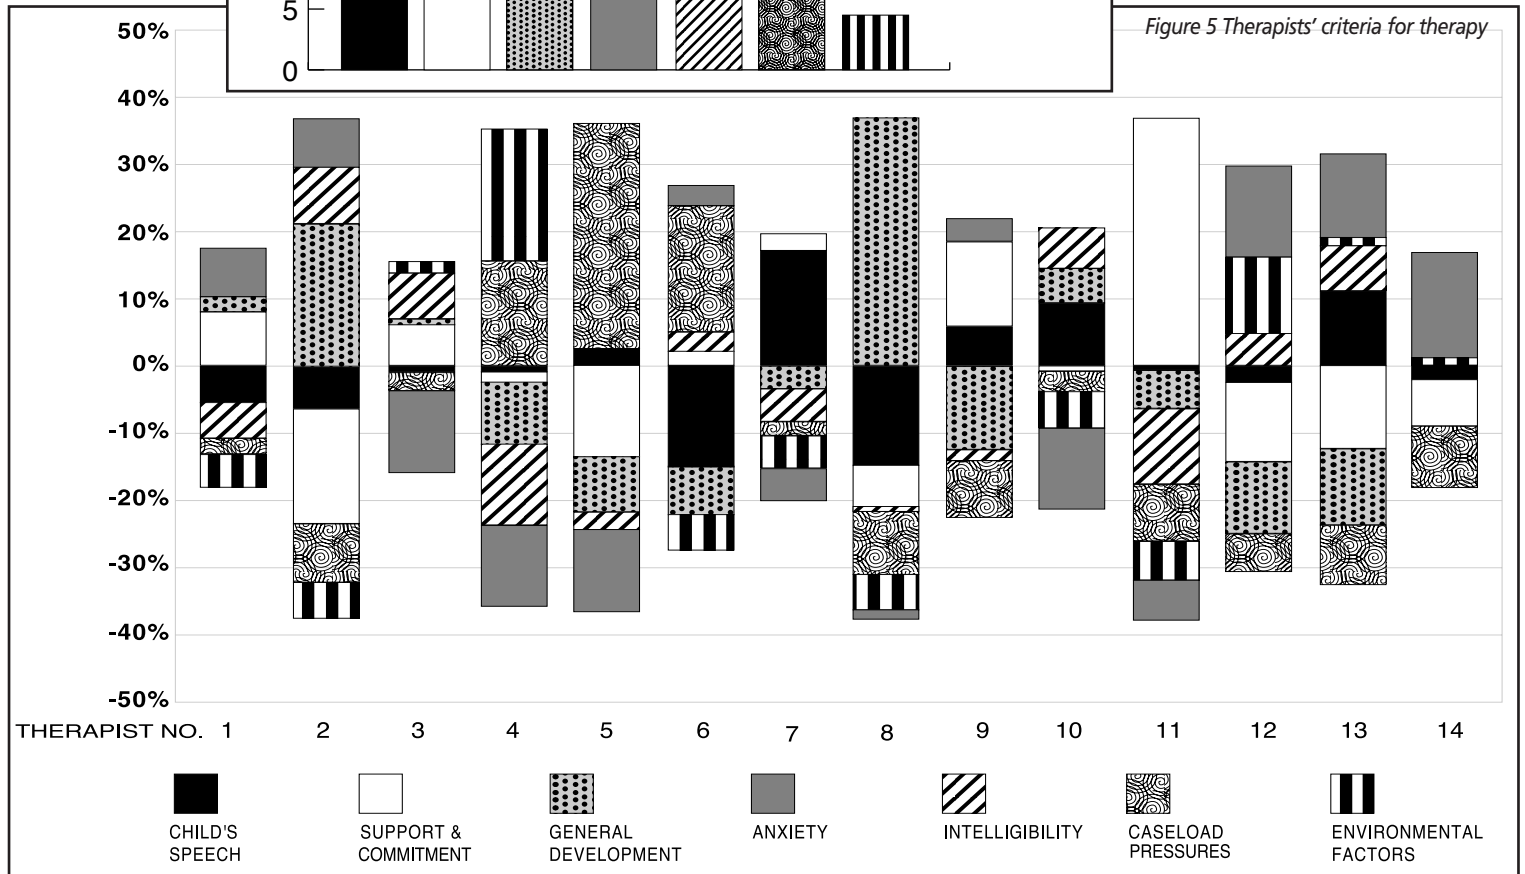 5
0
Figure 5 Therapists' criteria for therapy
50%
40%
30%
20%
10%
0%
-10%
-20%
-30%
-40%
-50%
THERAPIST NO. 1 2 3 4 5 6 7 8 9 10 11 12 13 14
CHILD'S SPEECH
SUPPORT & COMMITMENT
GENERAL DEVELOPMENT
ANXIETY
INTELLIGIBILITY
CASELOAD PRESSURES
ENVIRONMENTAL FACTORS